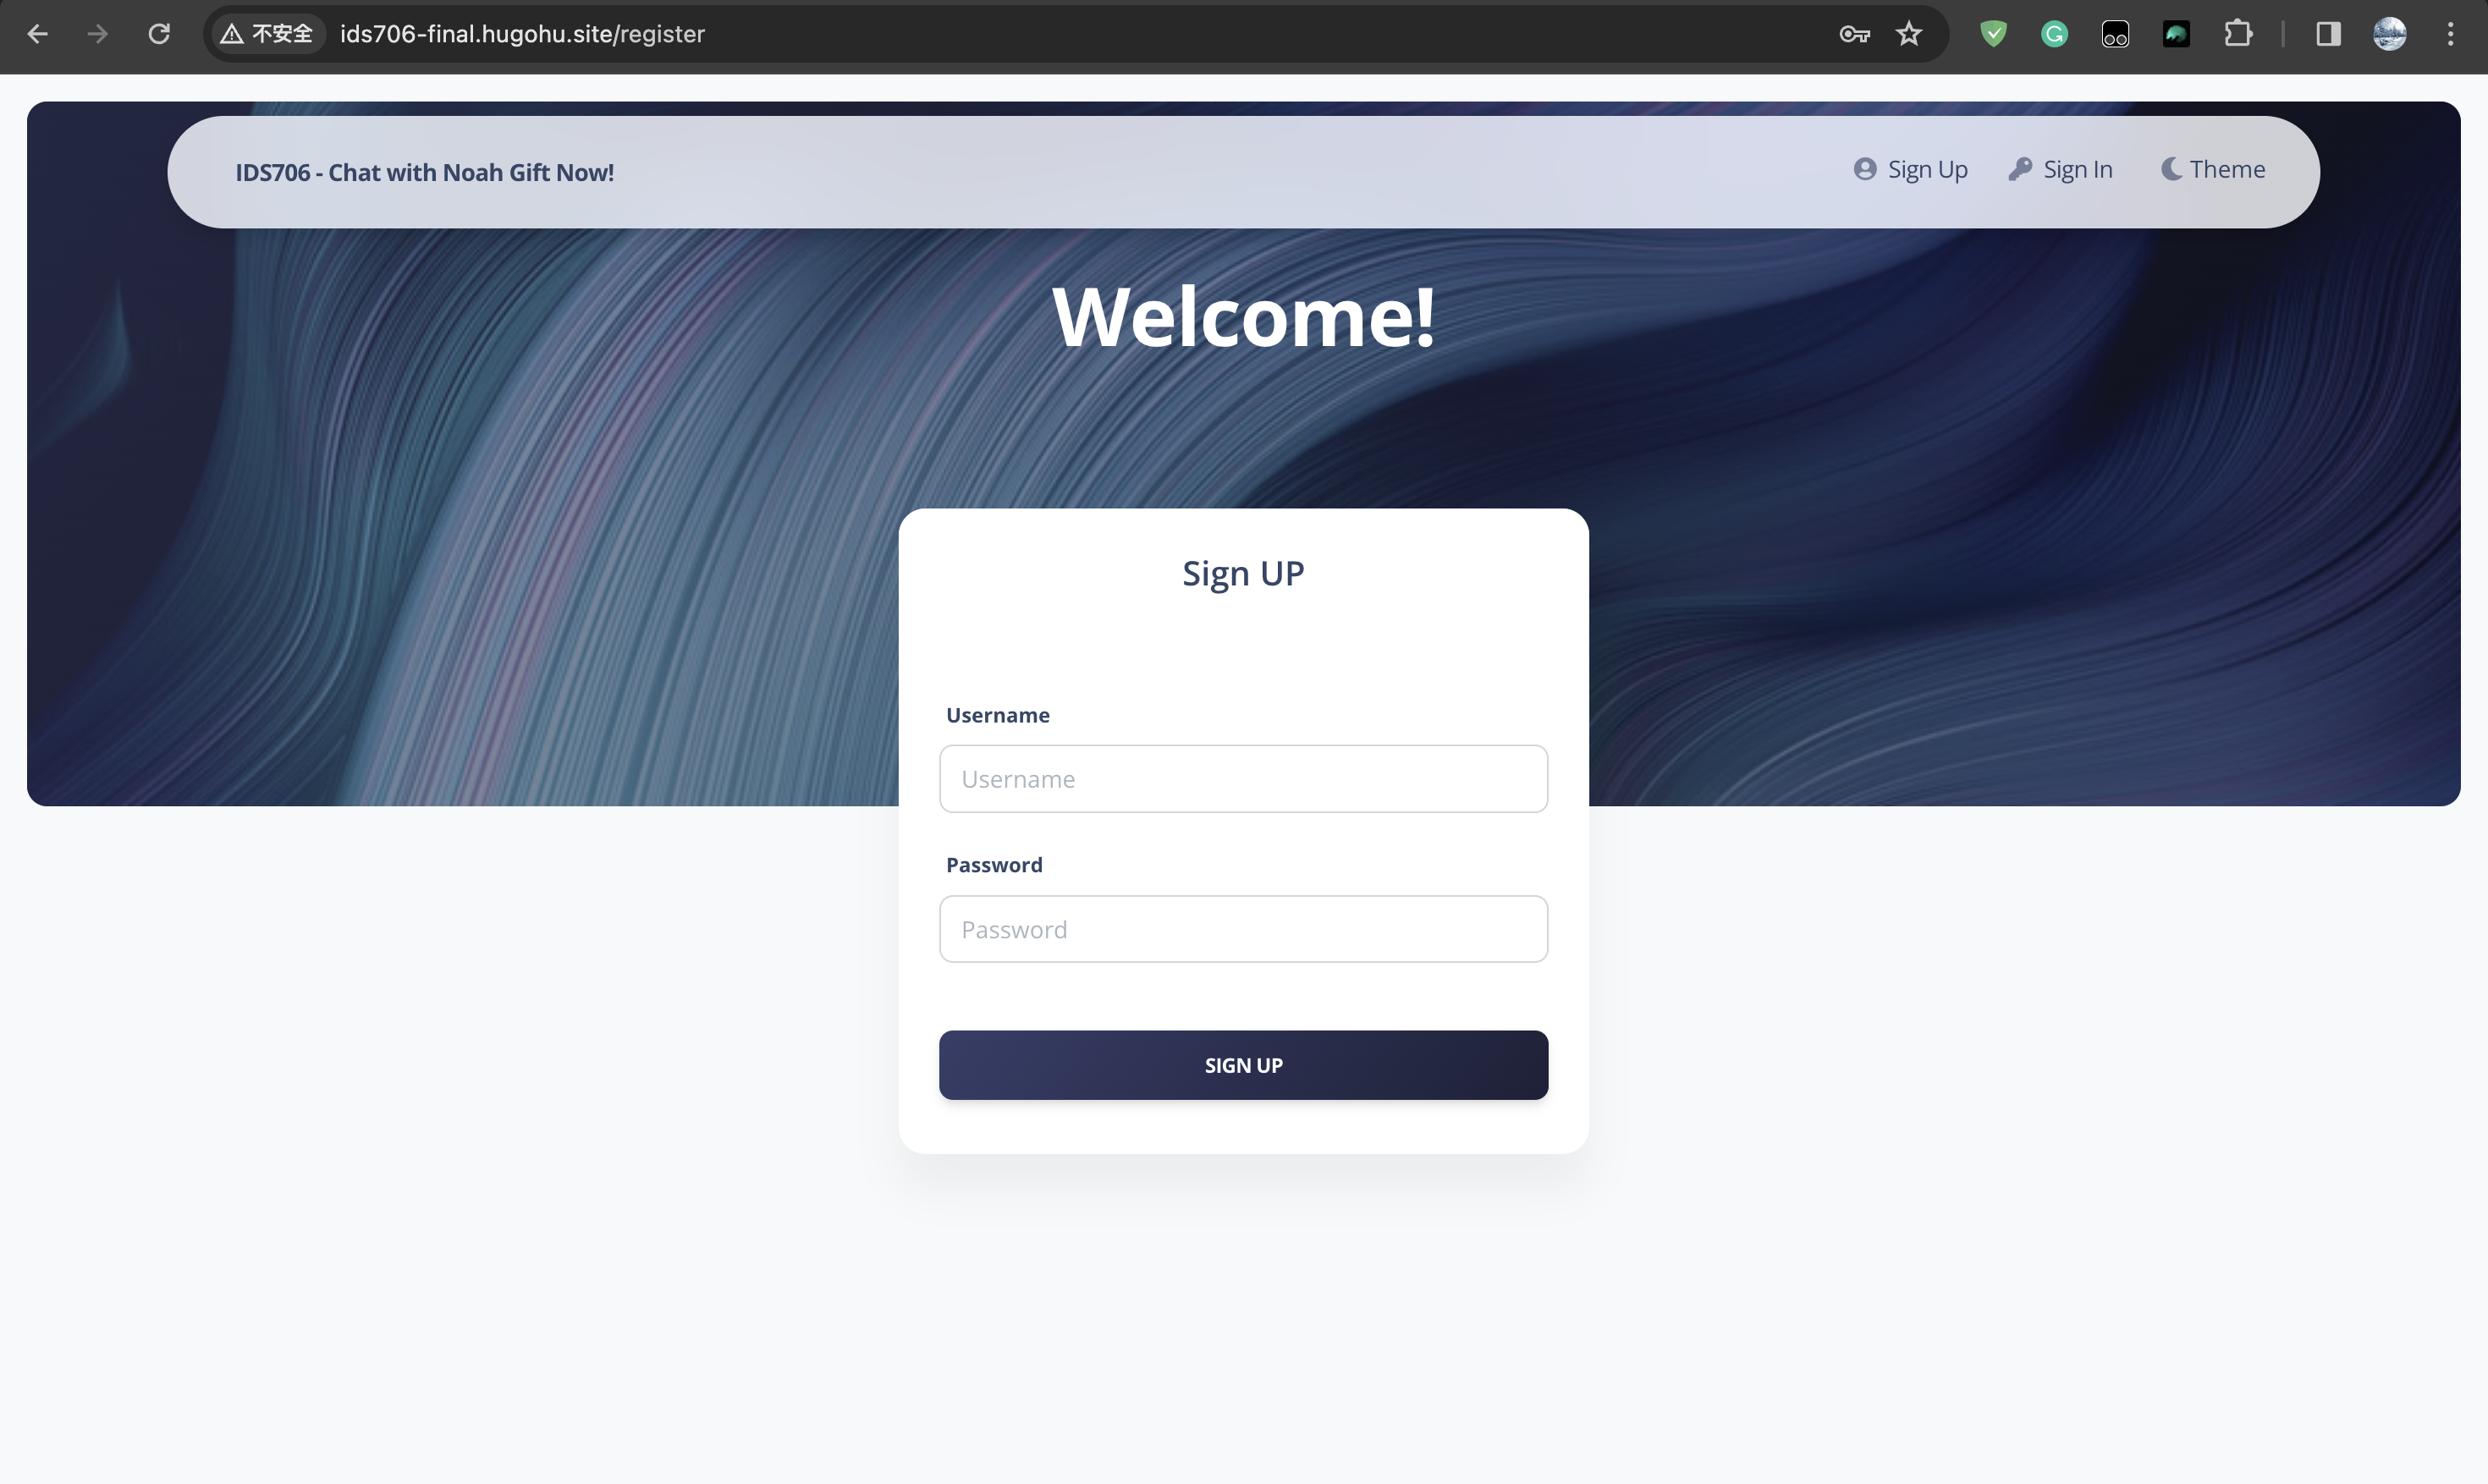 不安全 ids706-final.hugohu.site/register
IDS706 - Chat with Noah Gift Now! Sign Up Sign In Theme
Welcome!
Sign UP
Username
Username
Password
Password
SIGN UP